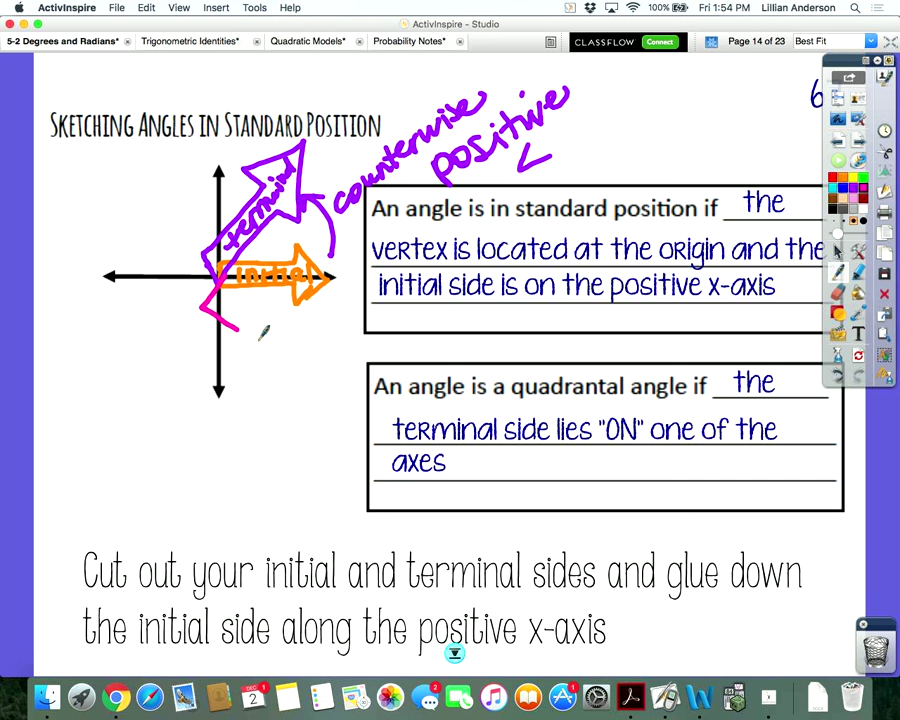 ActivInspire File Edit View Insert Tools Help 100% Fri 1:54 PM Lillian Anderson
ActivInspire - Studio
5-2 Degrees and Radians* Trigonometric Identities* Quadratic Models* Probability Notes* CLASSFLOW Connect Page 14 of 23 Best Fit
6
SKETCHING ANGLES IN STANDARD POSITION
counterwise
positive
<
terminal
initial
An angle is in standard position if the
vertex is located at the origin and the
initial side is on the positive x-axis
An angle is a quadrantal angle if the
terminal side lies "ON" one of the
axes
Cut out your initial and terminal sides and glue down
the initial side along the positive x-axis
T
DEC 2 1 2 1 W X